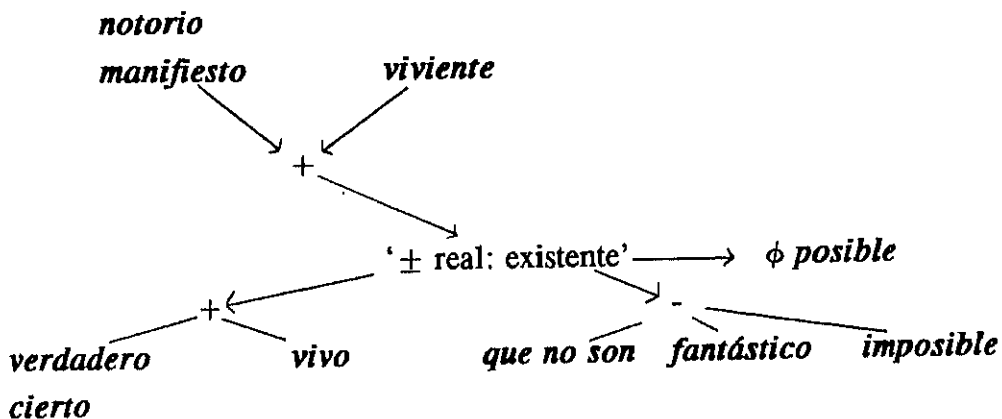 notorio
manifiesto viviente
+
‘± real: existente’ ϕ posible
+ -
verdadero vivo que no son fantástico imposible
cierto